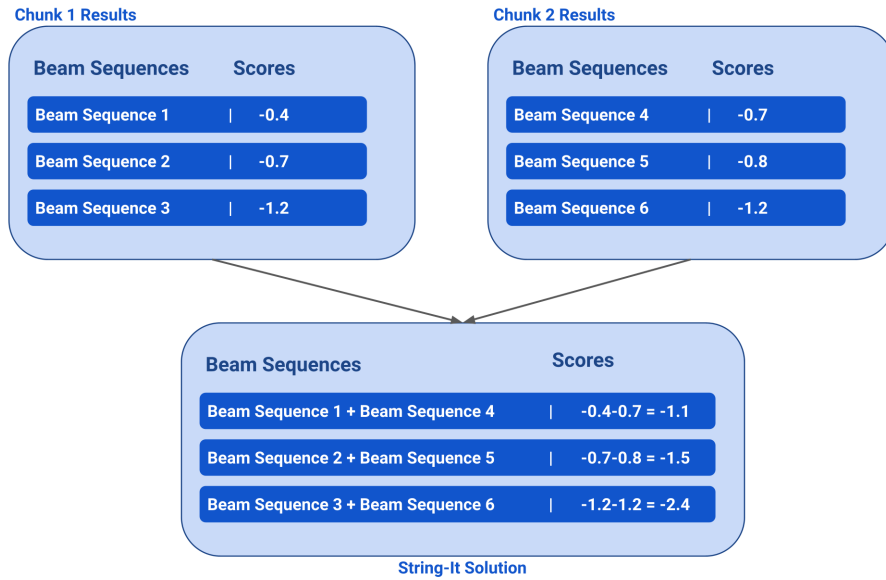 Chunk 1 Results
Beam Sequences Scores
Beam Sequence 1 | -0.4
Beam Sequence 2 | -0.7
Beam Sequence 3 | -1.2
Chunk 2 Results
Beam Sequences Scores
Beam Sequence 4 | -0.7
Beam Sequence 5 | -0.8
Beam Sequence 6 | -1.2
Beam Sequences Scores
Beam Sequence 1 + Beam Sequence 4 | -0.4-0.7 = -1.1
Beam Sequence 2 + Beam Sequence 5 | -0.7-0.8 = -1.5
Beam Sequence 3 + Beam Sequence 6 | -1.2-1.2 = -2.4
String-It Solution